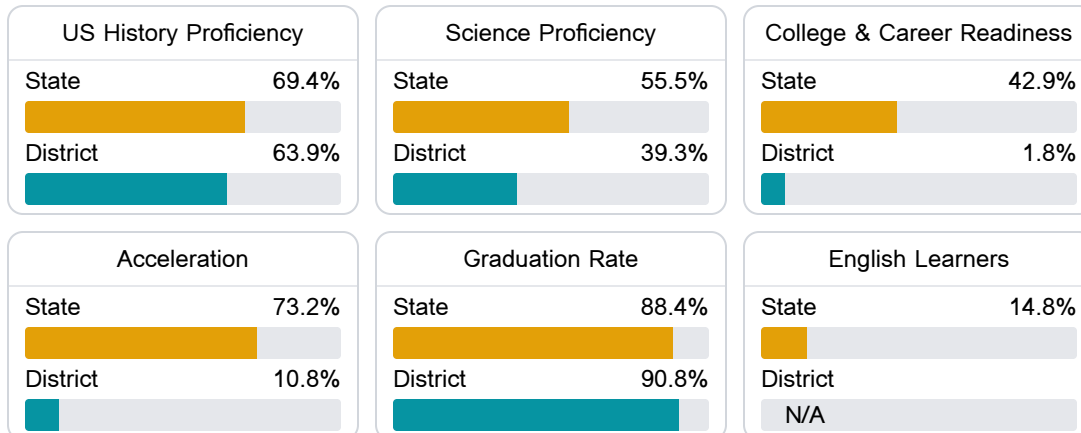 US History Proficiency
State 69.4%
District 63.9%
Science Proficiency
State 55.5%
District 39.3%
College & Career Readiness
State 42.9%
District 1.8%
Acceleration
State 73.2%
District 10.8%
Graduation Rate
State 88.4%
District 90.8%
English Learners
State 14.8%
District
N/A